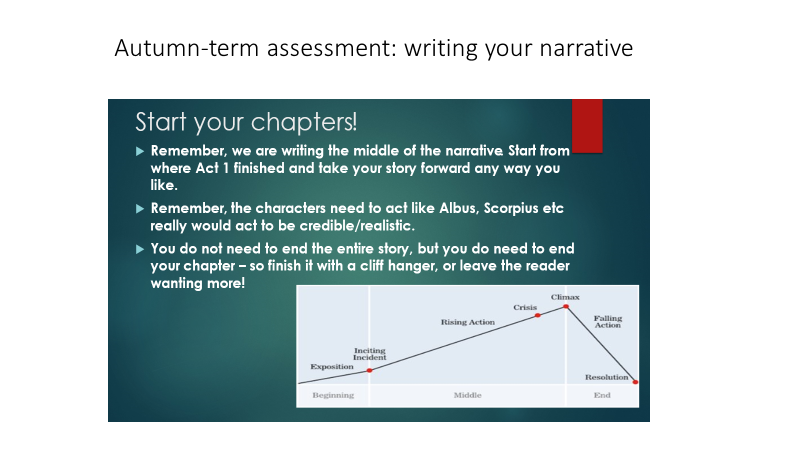 Autumn-term assessment: writing your narrative
Start your chapters!
Remember, we are writing the middle of the narrative. Start from
where Act 1 finished and take your story forward any way you
like.
Remember, the characters need to act like Albus, Scorpius etc
really would act to be credible/realistic.
You do not need to end the entire story, but you do need to end
your chapter – so finish it with a cliff hanger, or leave the reader
wanting more!
Climax
Crisis
Rising Action
Falling
Action
Inciting
Incident
Exposition
Resolution
Beginning
Middle
End